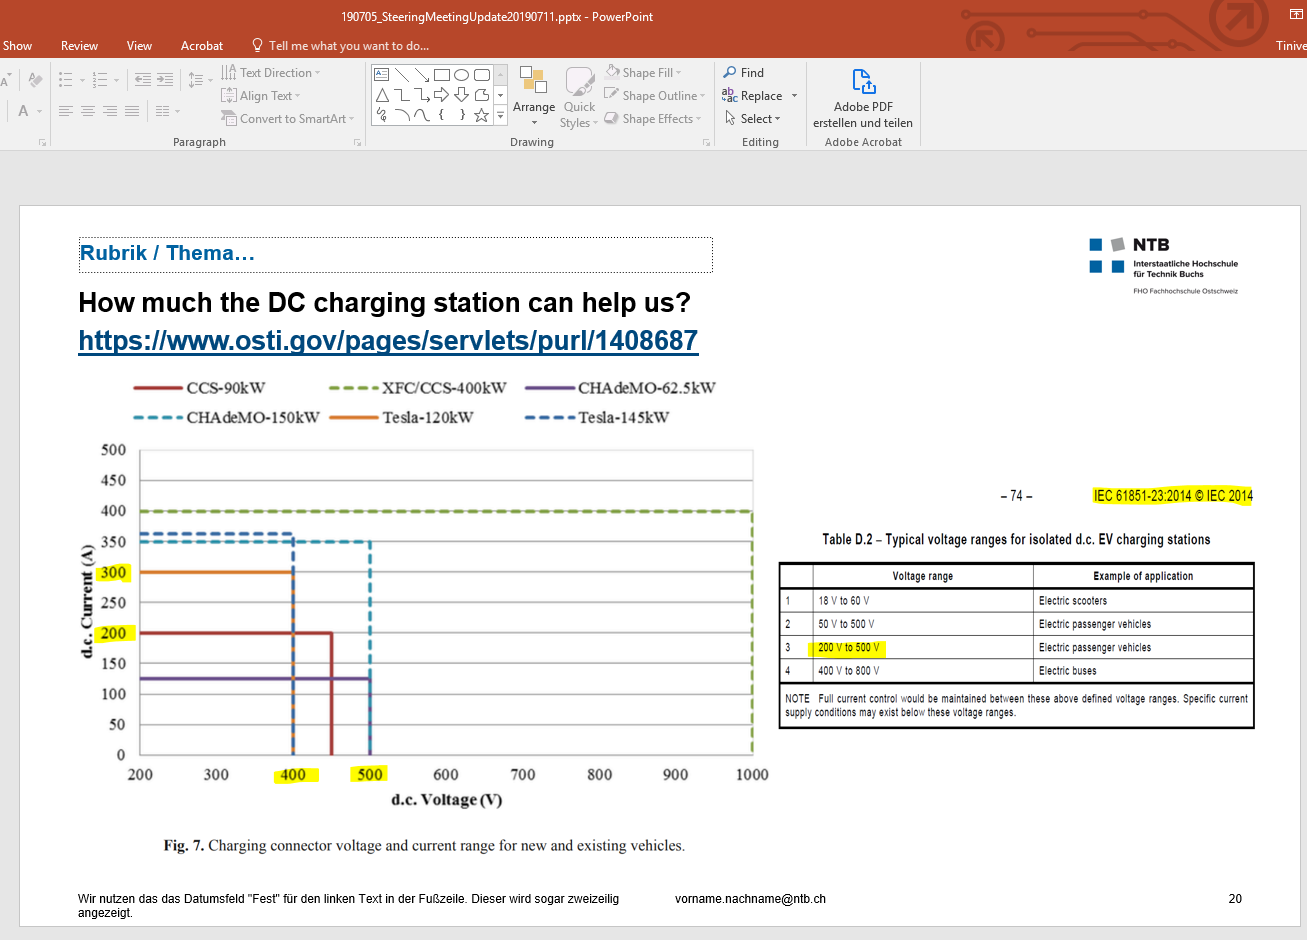 190705_SteeringMeetingUpdate20190711.pptx - PowerPoint
Show Review View Acrobat Tell me what you want to do...
Tinive
Text Direction
Align Text
Convert to SmartArt
Paragraph
Arrange
Quick
Styles
Shape Fill
Shape Outline
Shape Effects
Drawing
Find
Replace
Select
Editing
Adobe PDF
erstellen und teilen
Adobe Acrobat
Rubrik / Thema…
NTB
Interstaatliche Hochschule
für Technik Buchs
FHO Fachhochschule Ostschweiz
How much the DC charging station can help us?
https://www.osti.gov/pages/servlets/purl/1408687
CCS-90kW XFC/CCS-400kW CHAdeMO-62.5kW
CHAdeMO-150kW Tesla-120kW Tesla-145kW
500
450
400
350
300
250
200
150
100
50
0
d.c. Current (A)
200 300 400 500 600 700 800 900 1000
d.c. Voltage (V)
Fig. 7. Charging connector voltage and current range for new and existing vehicles.
– 74 – IEC 61851-23:2014 © IEC 2014
Table D.2 – Typical voltage ranges for isolated d.c. EV charging stations
Voltage range Example of application
1 18 V to 60 V Electric scooters
2 50 V to 500 V Electric passenger vehicles
3 200 V to 500 V Electric passenger vehicles
4 400 V to 800 V Electric buses
NOTE Full current control would be maintained between these above defined voltage ranges. Specific current
supply conditions may exist below these voltage ranges.
Wir nutzen das das Datumsfeld "Fest" für den linken Text in der Fußzeile. Dieser wird sogar zweizeilig
angezeigt.
vorname.nachname@ntb.ch
20